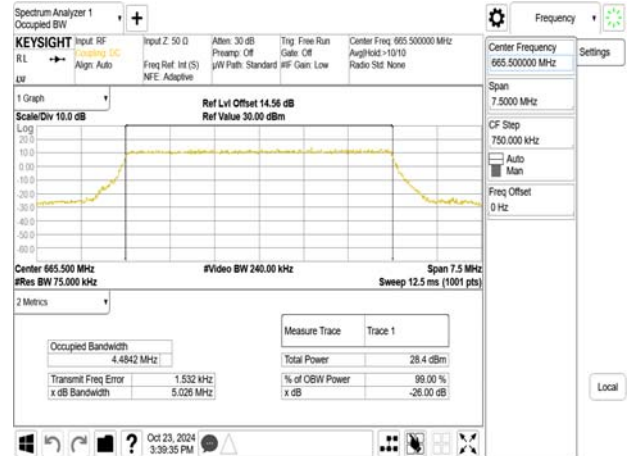 Spectrum Analyzer 1
Occupied BW
Frequency
KEYSIGHT
RL
Input: RF
Coupling: DC
Align: Auto
Input Z: 50 Ω
Freq Ref: Int (S)
NFE: Adaptive
Atten: 30 dB
Preamp: Off
µW Path: Standard
Trig: Free Run
Gate: Off
#IF Gain: Low
Center Freq: 665.500000 MHz
Avg|Hold:>10/10
Radio Std: None
Center Frequency
665.500000 MHz
Settings
Span
7.5000 MHz
CF Step
750.000 kHz
Auto
Man
Freq Offset
0 Hz
Local
1 Graph
Scale/Div 10.0 dB
Ref Lvl Offset 14.56 dB
Ref Value 30.00 dBm
Log
20.0
10.0
0.00
-10.0
-20.0
-30.0
-40.0
-50.0
-60.0
Center 665.500 MHz
#Video BW 240.00 kHz
Span 7.5 MHz
#Res BW 75.000 kHz
Sweep 12.5 ms (1001 pts)
2 Metrics
Measure Trace Trace 1
Occupied Bandwidth
4.4842 MHz
Total Power 28.4 dBm
Transmit Freq Error 1.532 kHz
% of OBW Power 99.00 %
x dB Bandwidth 5.026 MHz
x dB -26.00 dB
?
Oct 23, 2024
3:39:35 PM